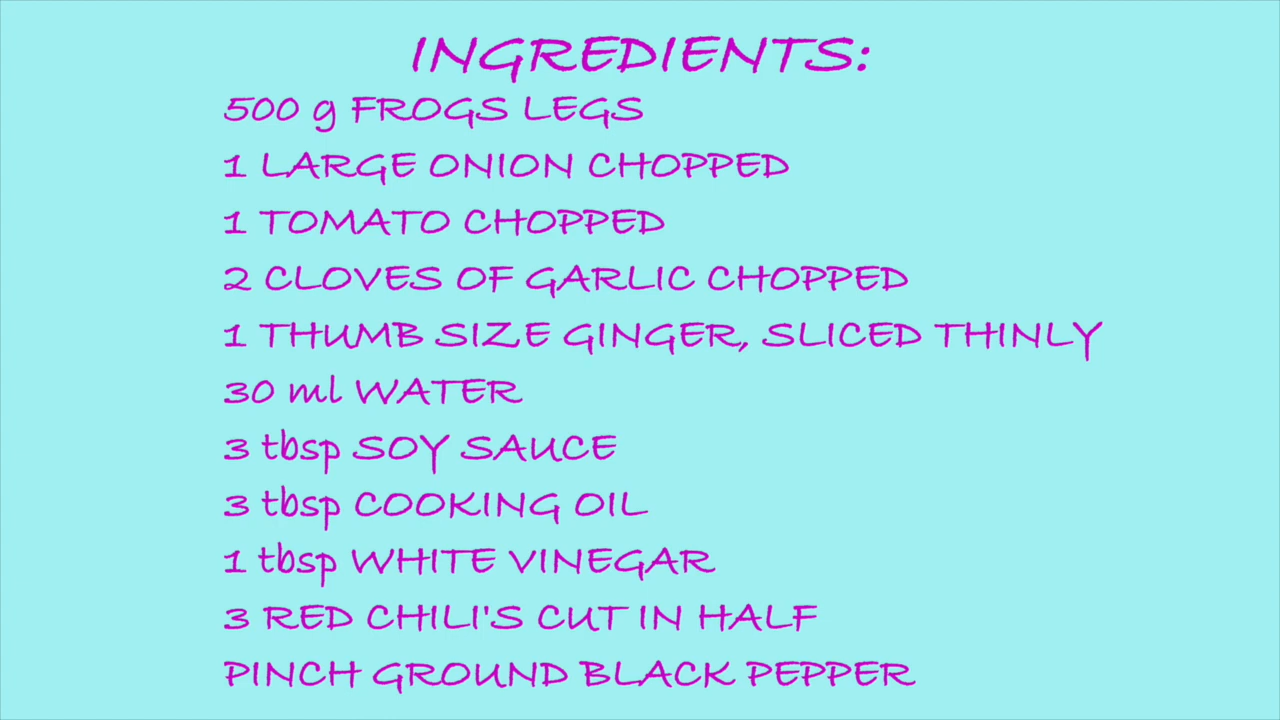 INGREDIENTS:
500 g FROGS LEGS
1 LARGE ONION CHOPPED
1 TOMATO CHOPPED
2 CLOVES OF GARLIC CHOPPED
1 THUMB SIZE GINGER, SLICED THINLY
30 ml WATER
3 tbsp SOY SAUCE
3 tbsp COOKING OIL
1 tbsp WHITE VINEGAR
3 RED CHILI'S CUT IN HALF
PINCH GROUND BLACK PEPPER